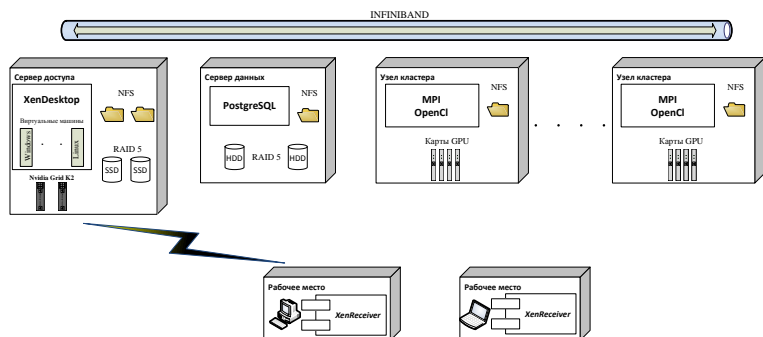 INFINIBAND
Сервер доступа
XenDesktop
NFS
Виртуальные машины
Windows
. .
Linux
RAID 5
SSD
SSD
Nvidia Grid K2
Сервер данных
PostgreSQL
NFS
HDD
RAID 5
HDD
Узел кластера
MPI
OpenCl
NFS
Карты GPU
. . . .
Узел кластера
MPI
OpenCl
NFS
Карты GPU
Рабочее место
XenReceiver
Рабочее место
XenReceiver